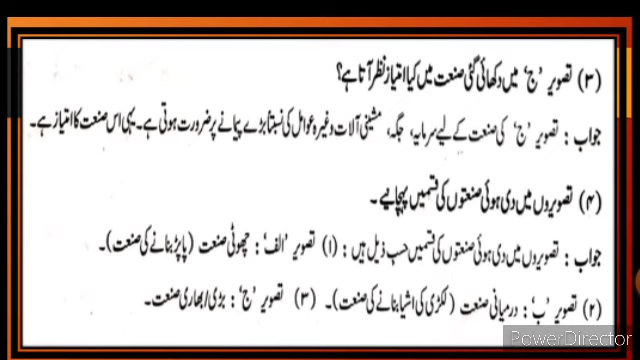 (۳) تصویر 'ج' میں دکھائی گئی صنعت میں کیا امتیاز نظر آتا ہے؟
جواب : تصویر 'ج' کی صنعت کے لیے سرمایہ، جگہ، مشینی آلات وغیرہ عوامل کی نسبتاً بڑے پیمانے پر ضرورت ہوتی ہے۔ یہی اس صنعت کا امتیاز ہے۔
(۴) تصویروں میں دی ہوئی صنعتوں کی قسمیں پہچانیے۔
جواب : تصویروں میں دی ہوئی صنعتوں کی قسمیں حسب ذیل ہیں : (۱) تصویر 'الف' : چھوٹی صنعت (پاپڑ بنانے کی صنعت)۔
(۲) تصویر 'ب' : درمیانی صنعت (لکڑی کی اشیا بنانے کی صنعت)۔ (۳) تصویر 'ج' : بڑی/بھاری صنعت۔
PowerDirector